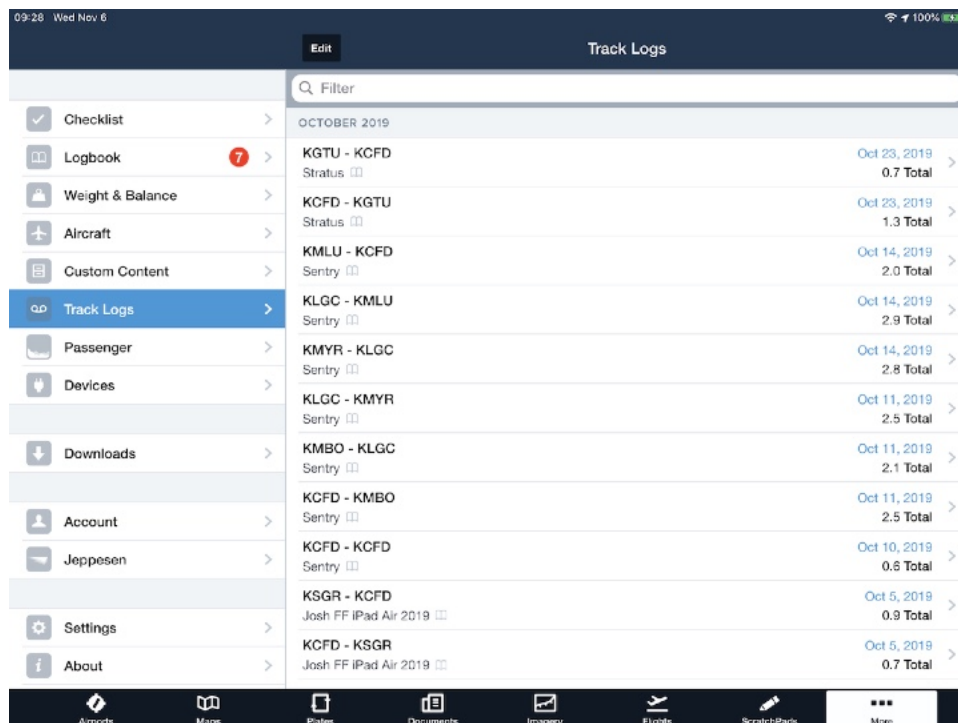 09:28 Wed Nov 6
100%
Edit
Track Logs
Filter
Checklist
Logbook
7
Weight & Balance
Aircraft
Custom Content
Track Logs
Passenger
Devices
Downloads
Account
Jeppesen
Settings
About
OCTOBER 2019
KGTU - KCFD
Oct 23, 2019
Stratus
0.7 Total
KCFD - KGTU
Oct 23, 2019
Stratus
1.3 Total
KMLU - KCFD
Oct 14, 2019
Sentry
2.0 Total
KLGC - KMLU
Oct 14, 2019
Sentry
2.9 Total
KMYR - KLGC
Oct 14, 2019
Sentry
2.8 Total
KLGC - KMYR
Oct 11, 2019
Sentry
2.5 Total
KMBO - KLGC
Oct 11, 2019
Sentry
2.1 Total
KCFD - KMBO
Oct 11, 2019
Sentry
2.5 Total
KCFD - KCFD
Oct 10, 2019
Sentry
0.6 Total
KSGR - KCFD
Oct 5, 2019
Josh FF iPad Air 2019
0.9 Total
KCFD - KSGR
Oct 5, 2019
Josh FF iPad Air 2019
0.7 Total
Airports
Maps
Plates
Documents
Imagery
Flights
ScratchPads
More